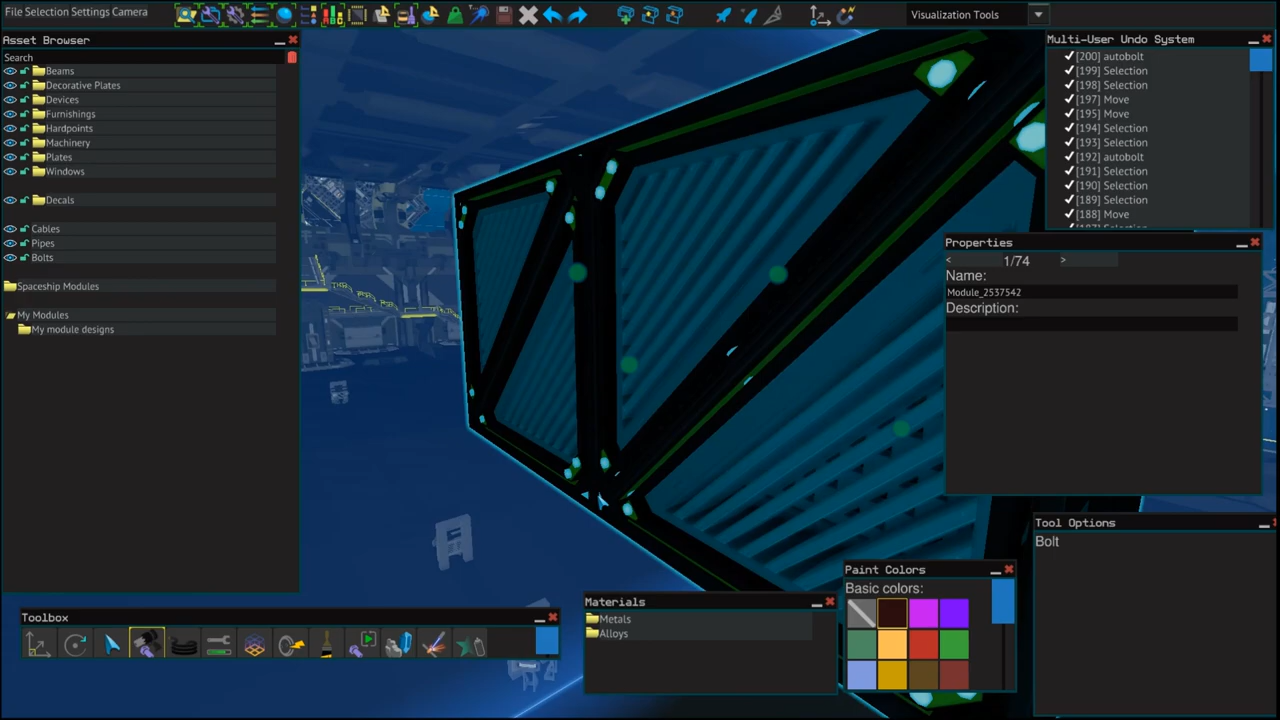 File Selection Settings Camera
Visualization Tools
Asset Browser
Search
Beams
Decorative Plates
Devices
Furnishings
Hardpoints
Machinery
Plates
Windows
Decals
Cables
Pipes
Bolts
Spaceship Modules
My Modules
My module designs
Multi-User Undo System
[200] autobolt
[199] Selection
[198] Selection
[197] Move
[195] Move
[194] Selection
[193] Selection
[192] autobolt
[191] Selection
[190] Selection
[189] Selection
[188] Move
Properties
< 1/74 >
Name:
Module_2537542
Description:
Tool Options
Bolt
Paint Colors
Basic colors:
Materials
Metals
Alloys
Toolbox